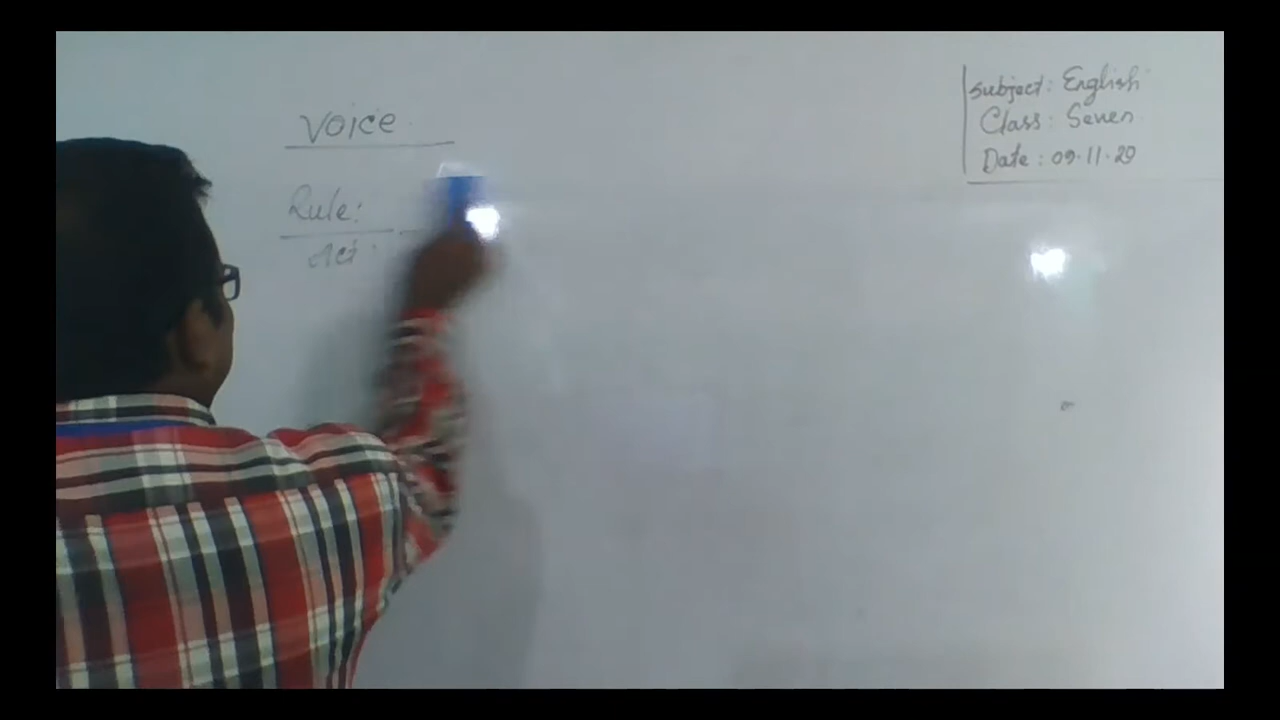 Voice
Rule:
Act:
Subject: English
Class: Seven
Date: 09.11.20